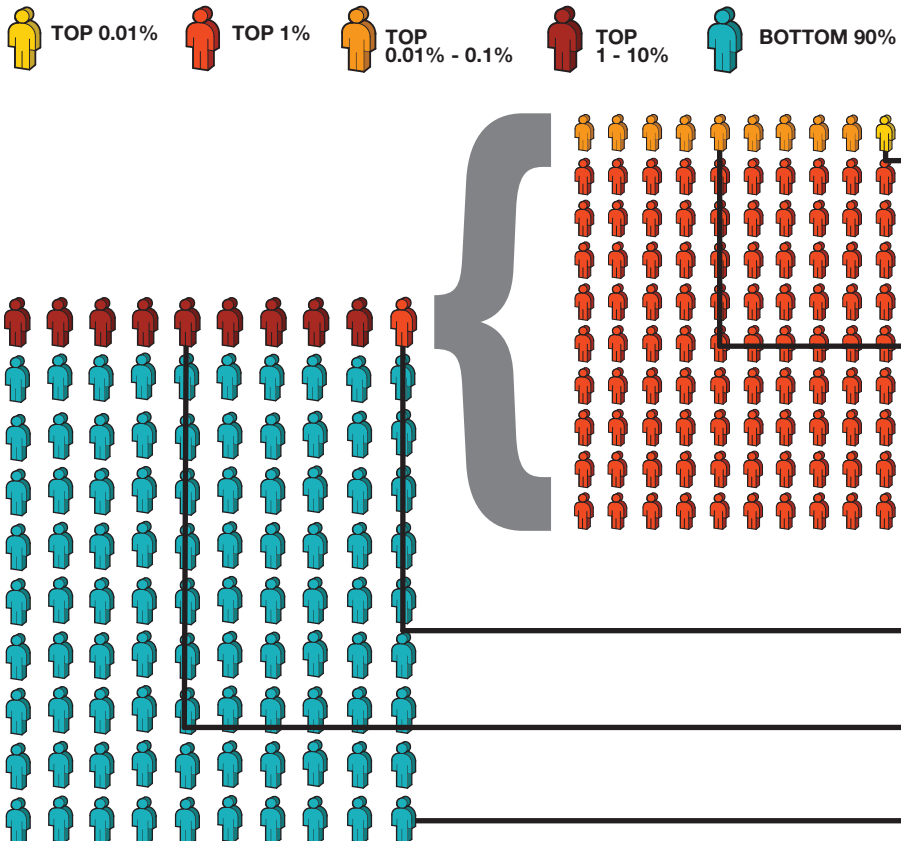 TOP 0.01%
TOP 1%
TOP
0.01% - 0.1%
TOP
1 - 10%
BOTTOM 90%